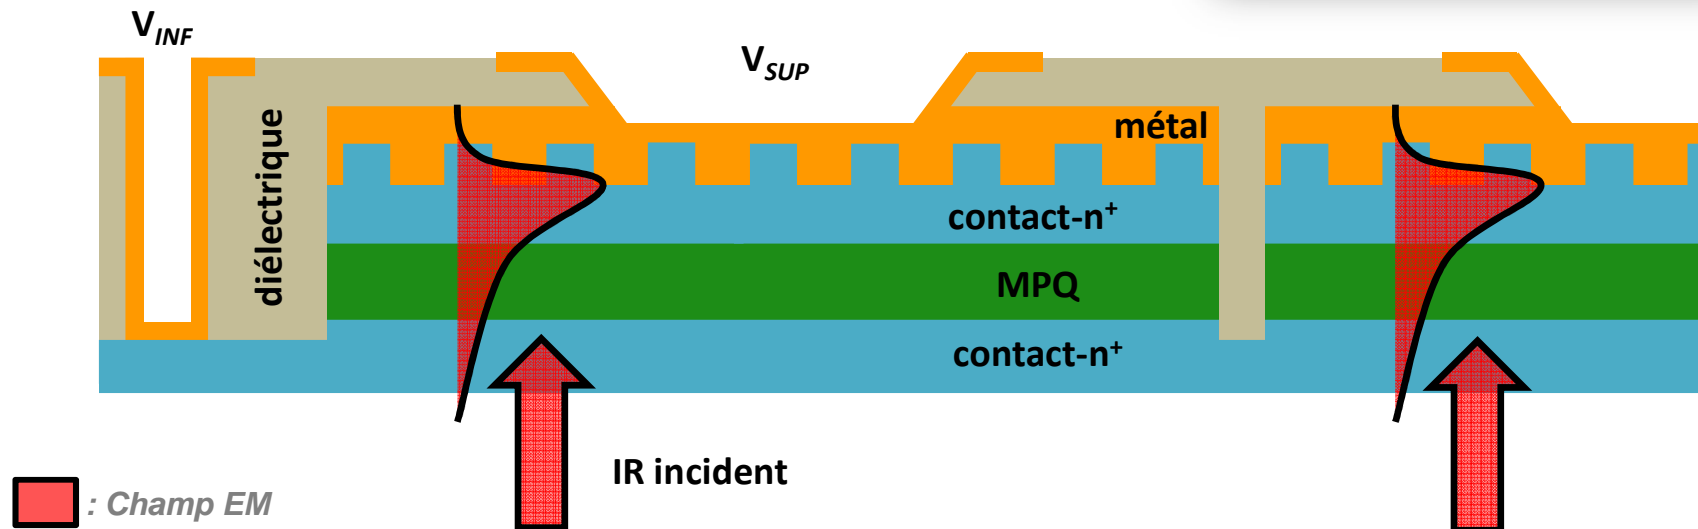 V_INF
V_SUP
métal
diélectrique
contact-n⁺
MPQ
contact-n⁺
IR incident
: Champ EM